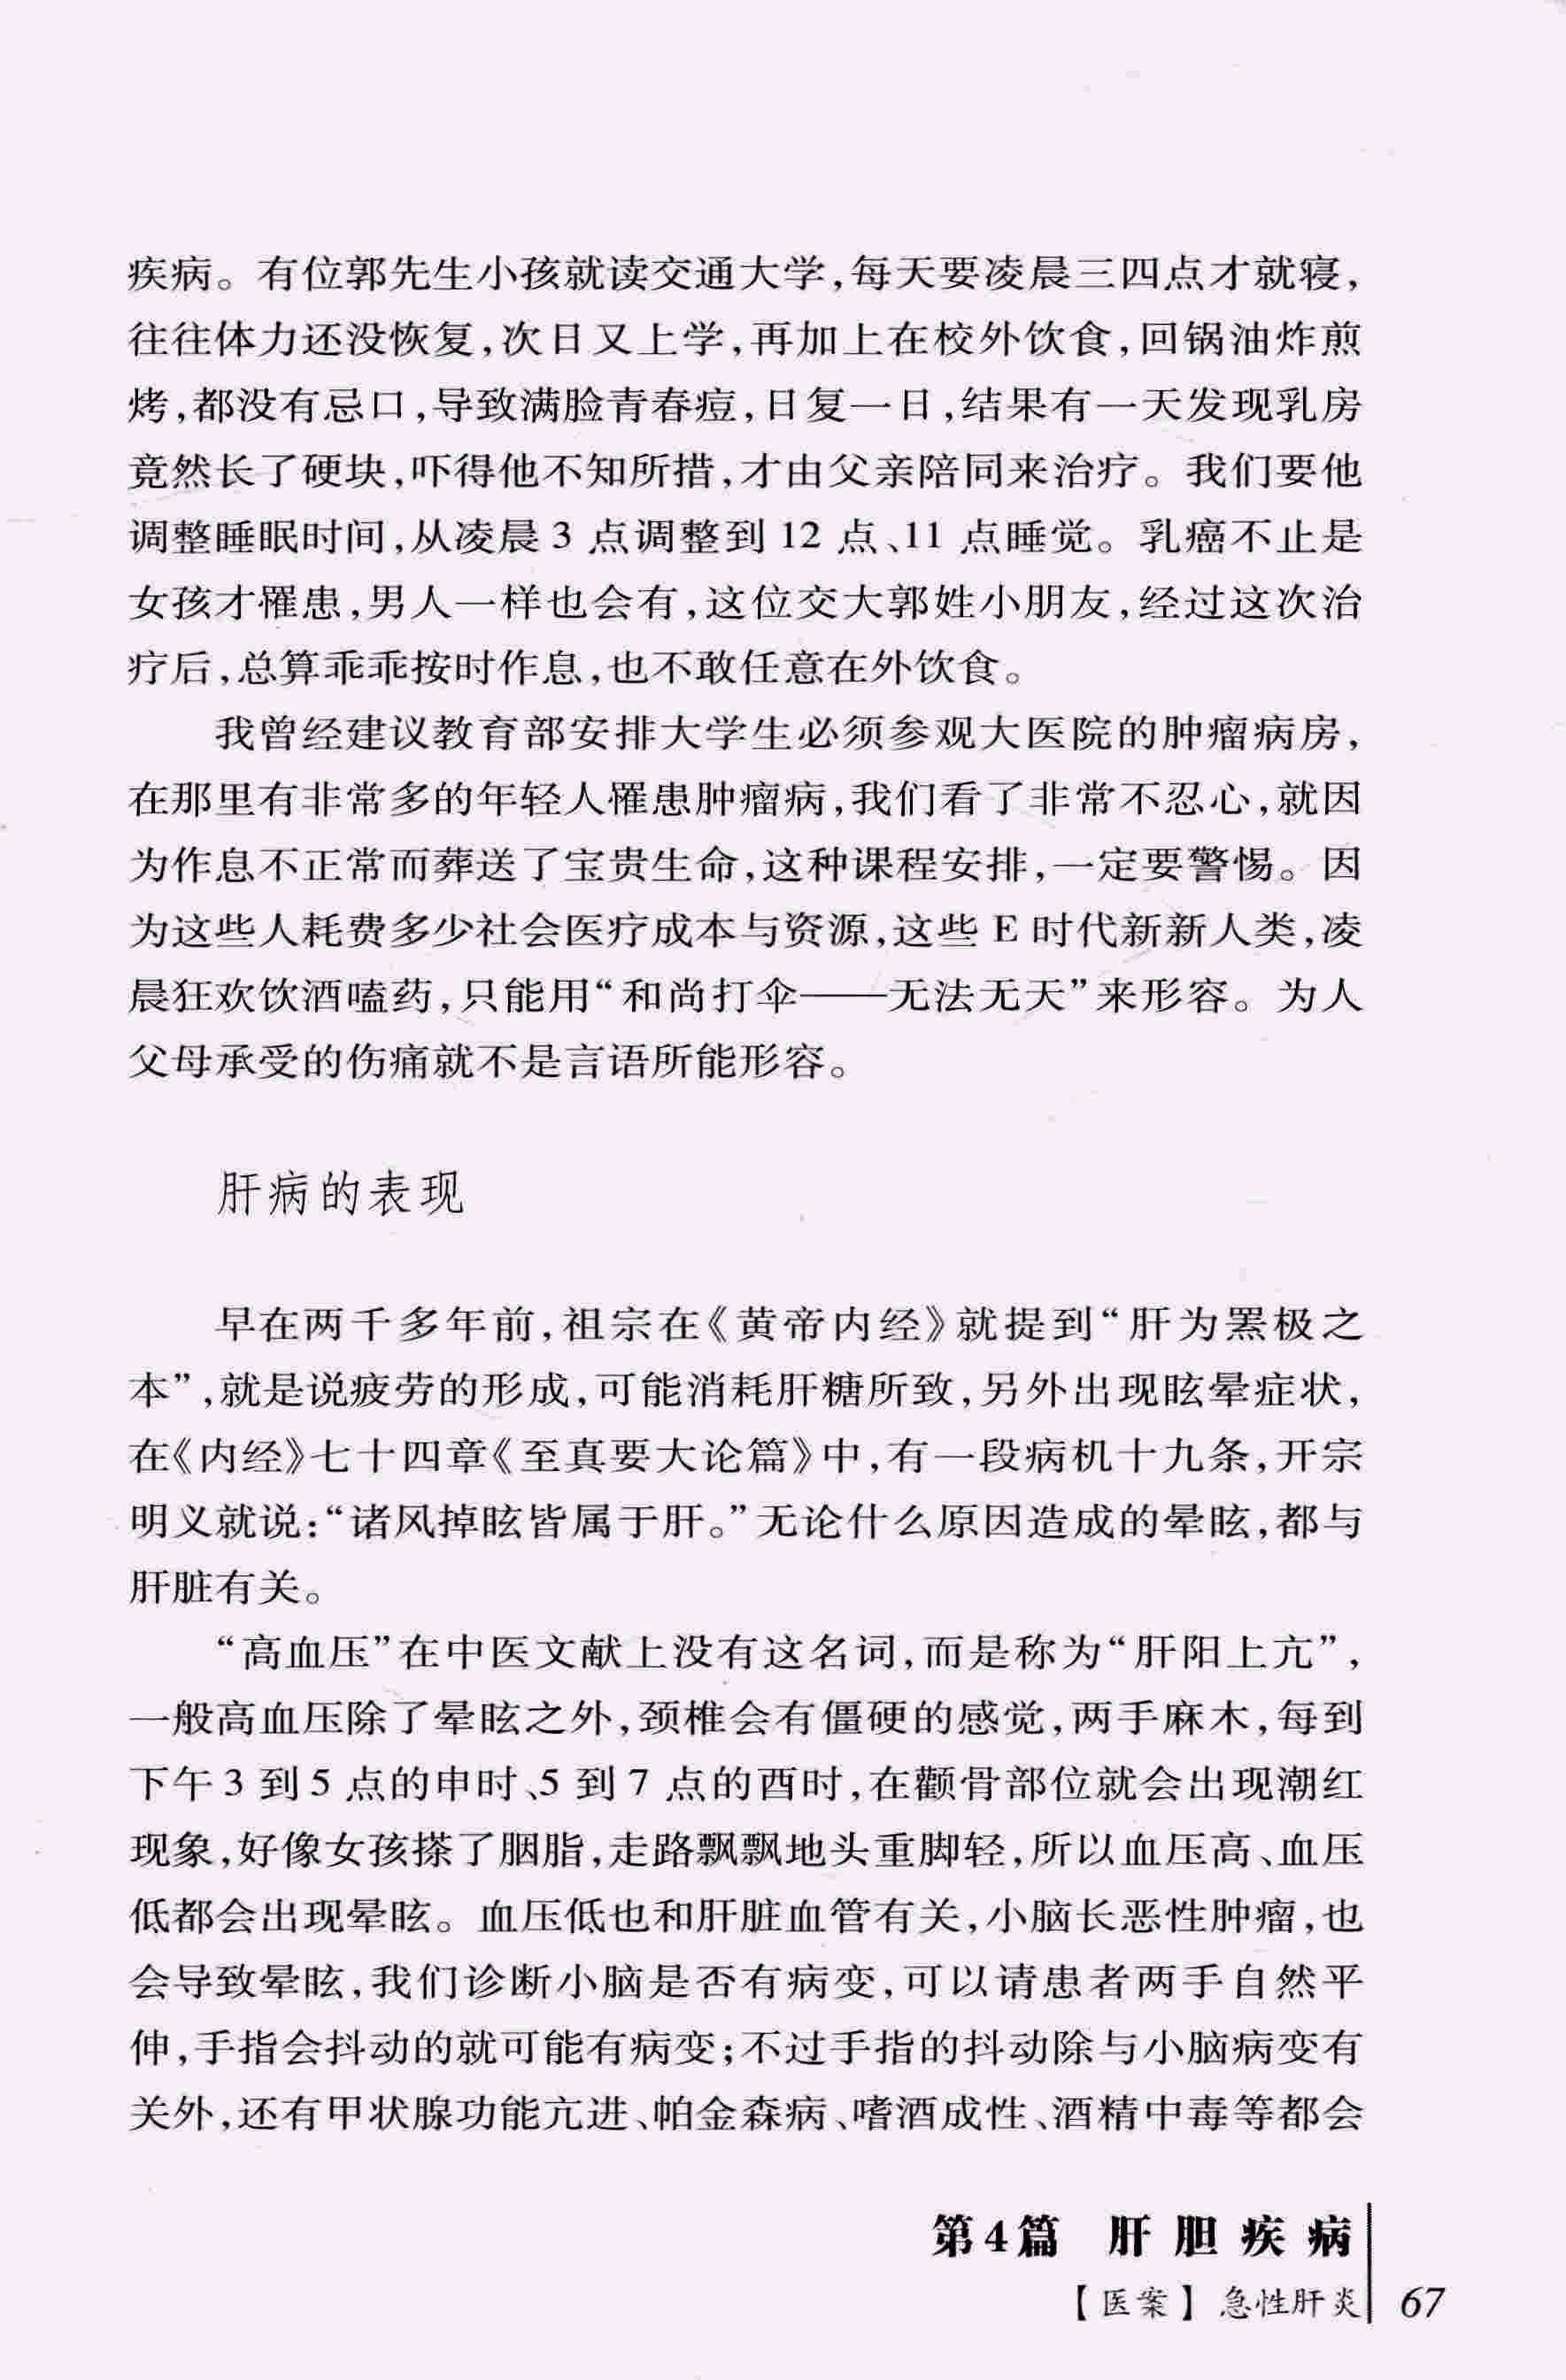 疾病。有位郭先生小孩就读交通大学,每天要凌晨三四点才就寝,
往往体力还没恢复,次日又上学,再加上在校外饮食,回锅油炸煎
烤,都没有忌口,导致满脸青春痘,日复一日,结果有一天发现乳房
竟然长了硬块,吓得他不知所措,才由父亲陪同来治疗。我们要他
调整睡眠时间,从凌晨 3 点调整到 12 点、11 点睡觉。乳癌不止是
女孩才罹患,男人一样也会有,这位交大郭姓小朋友,经过这次治
疗后,总算乖乖按时作息,也不敢任意在外饮食。
我曾经建议教育部安排大学生必须参观大医院的肿瘤病房,
在那里有非常多的年轻人罹患肿瘤病,我们看了非常不忍心,就因
为作息不正常而葬送了宝贵生命,这种课程安排,一定要警惕。因
为这些人耗费多少社会医疗成本与资源,这些 E 时代新新人类,凌
晨狂欢饮酒嗑药,只能用“和尚打伞——无法无天”来形容。为人
父母承受的伤痛就不是言语所能形容。
肝病的表现
早在两千多年前,祖宗在《黄帝内经》就提到“肝为罴极之
本”,就是说疲劳的形成,可能消耗肝糖所致,另外出现眩晕症状,
在《内经》七十四章《至真要大论篇》中,有一段病机十九条,开宗
明义就说:“诸风掉眩皆属于肝。”无论什么原因造成的晕眩,都与
肝脏有关。
“高血压”在中医文献上没有这名词,而是称为“肝阳上亢”,
一般高血压除了晕眩之外,颈椎会有僵硬的感觉,两手麻木,每到
下午 3 到 5 点的申时、5 到 7 点的酉时,在颧骨部位就会出现潮红
现象,好像女孩搽了胭脂,走路飘飘地头重脚轻,所以血压高、血压
低都会出现晕眩。血压低也和肝脏血管有关,小脑长恶性肿瘤,也
会导致晕眩,我们诊断小脑是否有病变,可以请患者两手自然平
伸,手指会抖动的就可能有病变;不过手指的抖动除与小脑病变有
关外,还有甲状腺功能亢进、帕金森病、嗜酒成性、酒精中毒等都会
第4篇 肝胆疾病
【医案】急性肝炎 67